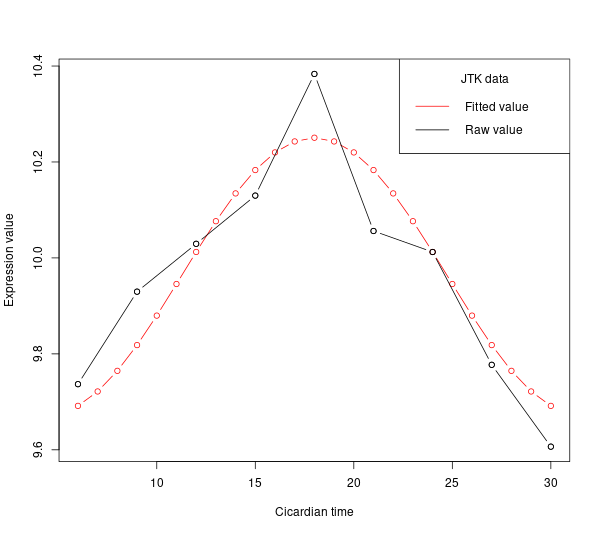 JTK data
Fitted value
Raw value
Expression value
10.4
10.2
10.0
9.8
9.6
10 15 20 25 30
Cicardian time